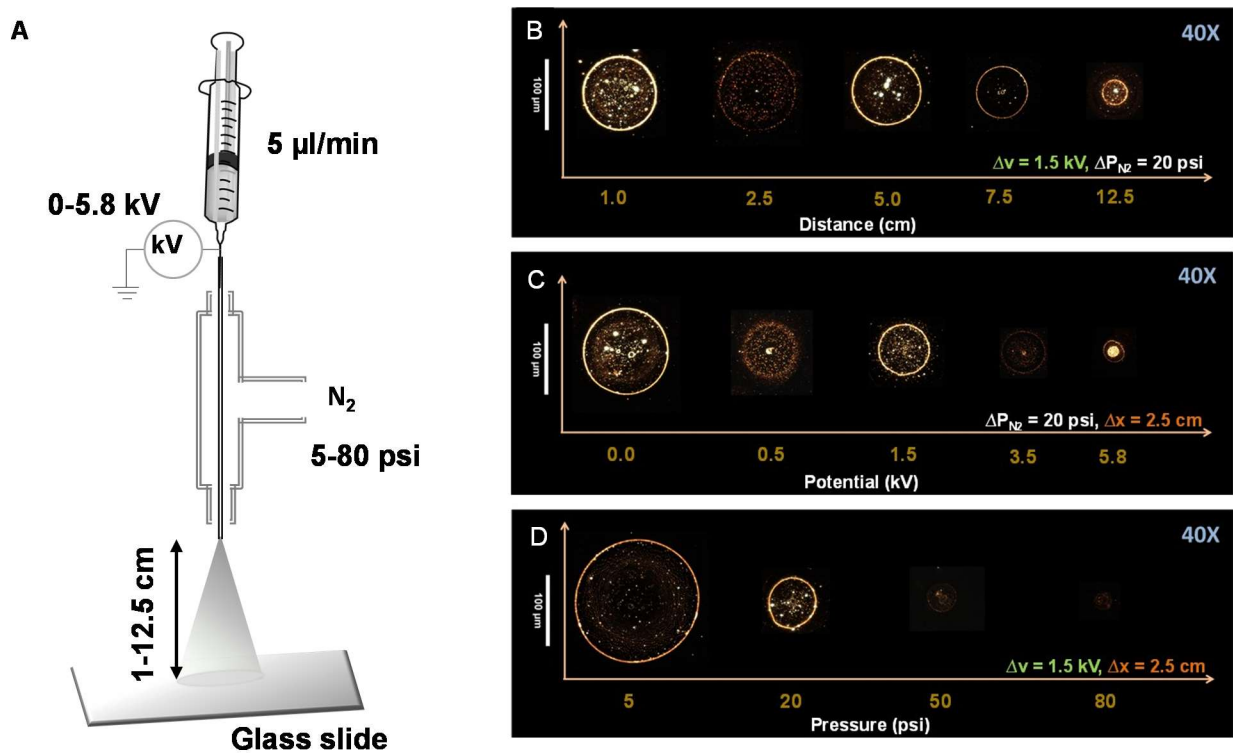 A
5 µl/min
0-5.8 kV
kV
N₂
5-80 psi
1-12.5 cm
Glass slide
B
40X
100 µm
Δv = 1.5 kV, ΔP_N2 = 20 psi
1.0 2.5 5.0 7.5 12.5
Distance (cm)
C
40X
100 µm
ΔP_N2 = 20 psi, Δx = 2.5 cm
0.0 0.5 1.5 3.5 5.8
Potential (kV)
D
40X
100 µm
Δv = 1.5 kV, Δx = 2.5 cm
5 20 50 80
Pressure (psi)